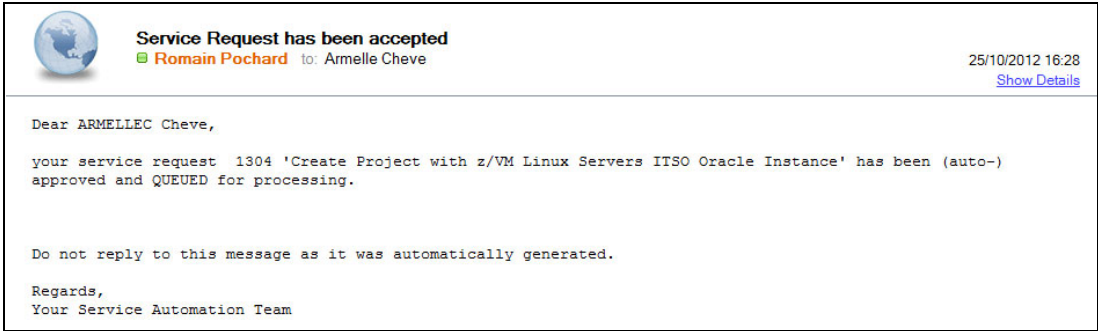 Service Request has been accepted
Romain Pochard to: Armelle Cheve
25/10/2012 16:28
Show Details
Dear ARMELLEC Cheve,
your service request 1304 'Create Project with z/VM Linux Servers ITSO Oracle Instance' has been (auto-)
approved and QUEUED for processing.
Do not reply to this message as it was automatically generated.
Regards,
Your Service Automation Team